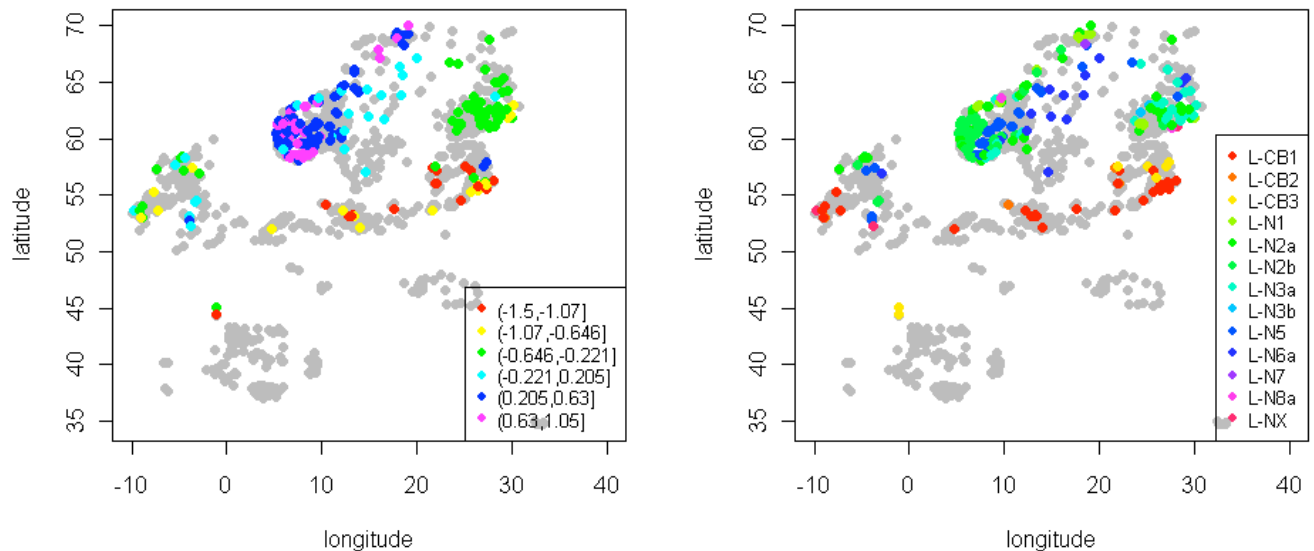 70
65
60
55
50
45
40
35
latitude
-10
0
10
20
30
40
longitude
(-1.5,-1.07]
(-1.07,-0.646]
(-0.646,-0.221]
(-0.221,0.205]
(0.205,0.63]
(0.63,1.05]
70
65
60
55
50
45
40
35
latitude
-10
0
10
20
30
40
longitude
L-CB1
L-CB2
L-CB3
L-N1
L-N2a
L-N2b
L-N3a
L-N3b
L-N5
L-N6a
L-N7
L-N8a
L-NX